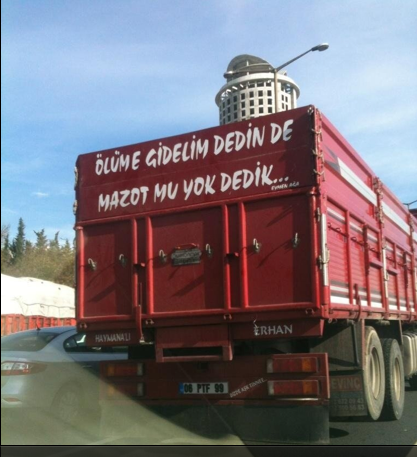 ÖLÜME GİDELİM DEDİN DE
MAZOT MU YOK DEDİK...
HAYMANALI
ERHAN
06 PTF 99